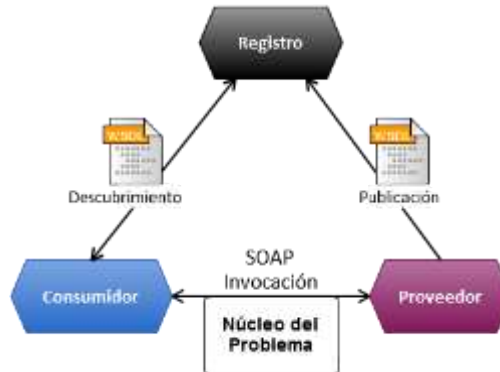 Registro
WSDL
WSDL
Descubrimiento
Publicación
SOAP
Invocación
Consumidor
Proveedor
Núcleo del
Problema